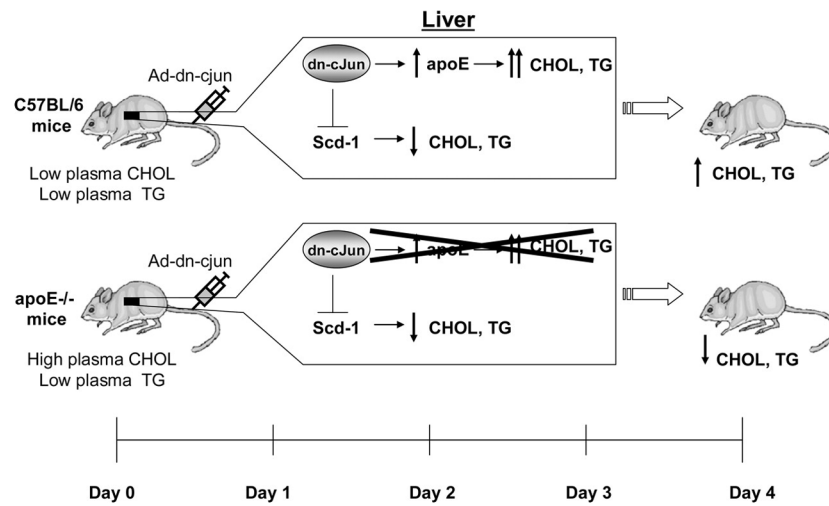 Liver
Ad-dn-cjun
C57BL/6
mice
dn-cJun
apoE
CHOL, TG
Scd-1
CHOL, TG
Low plasma CHOL
Low plasma TG
CHOL, TG
Ad-dn-cjun
apoE-/-
mice
dn-cJun
apoE
CHOL, TG
Scd-1
CHOL, TG
High plasma CHOL
Low plasma TG
CHOL, TG
Day 0 Day 1 Day 2 Day 3 Day 4